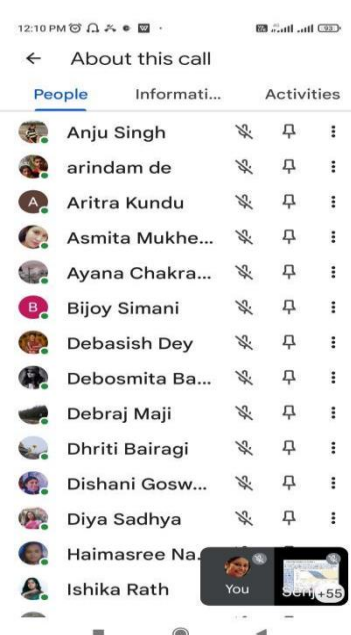 12:10 PM
93
About this call
People Informati... Activities
Anju Singh
arindam de
A Aritra Kundu
Asmita Mukhe...
Ayana Chakra...
B Bijoy Simani
Debasish Dey
Debosmita Ba...
Debraj Maji
Dhriti Bairagi
Dishani Gosw...
Diya Sadhya
Haimasree Na...
Ishika Rath
You
+55